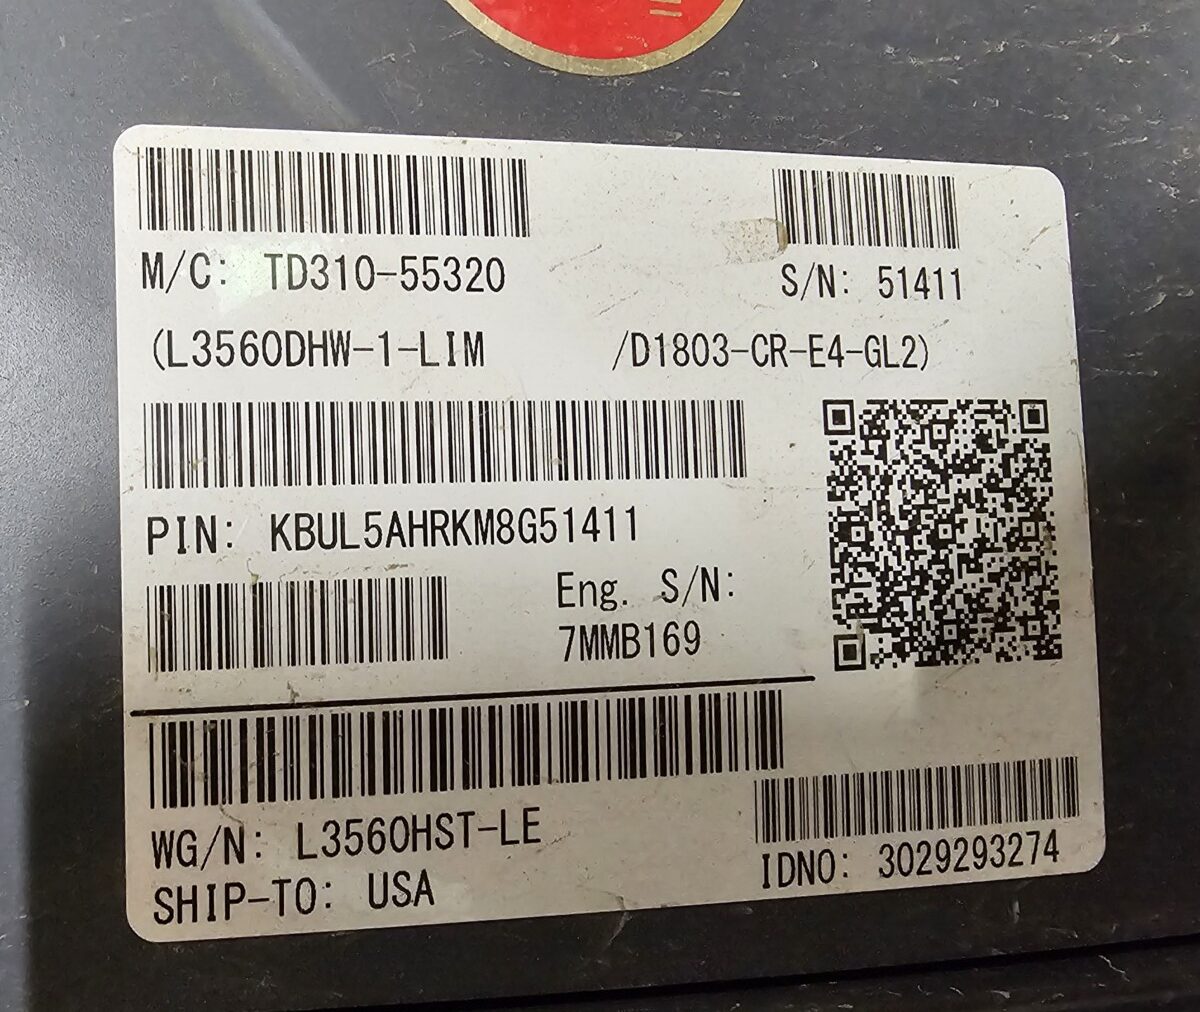 M/C: TD310-55320
S/N: 51411
(L3560DHW-1-LIM /D1803-CR-E4-GL2)
PIN: KBUL5AHRKM8G51411
Eng. S/N:
7MMB169
WG/N: L3560HST-LE
IDNO: 3029293274
SHIP-TO: USA